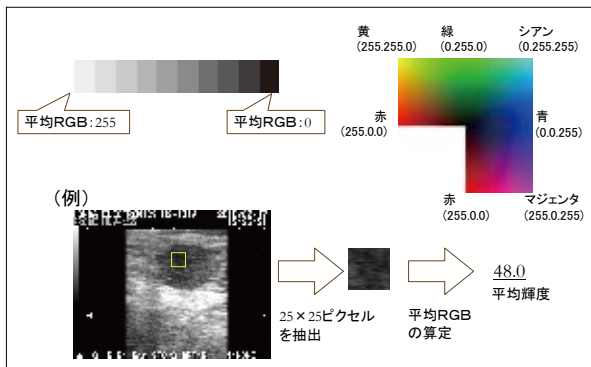 黄
(255.255.0)
緑
(0.255.0)
シアン
(0.255.255)
平均RGB:255
平均RGB:0
赤
(255.0.0)
青
(0.0.255)
赤
(255.0.0)
マジェンタ
(255.0.255)
(例)
25×25ピクセル
を抽出
平均RGB
の算定
48.0
平均輝度